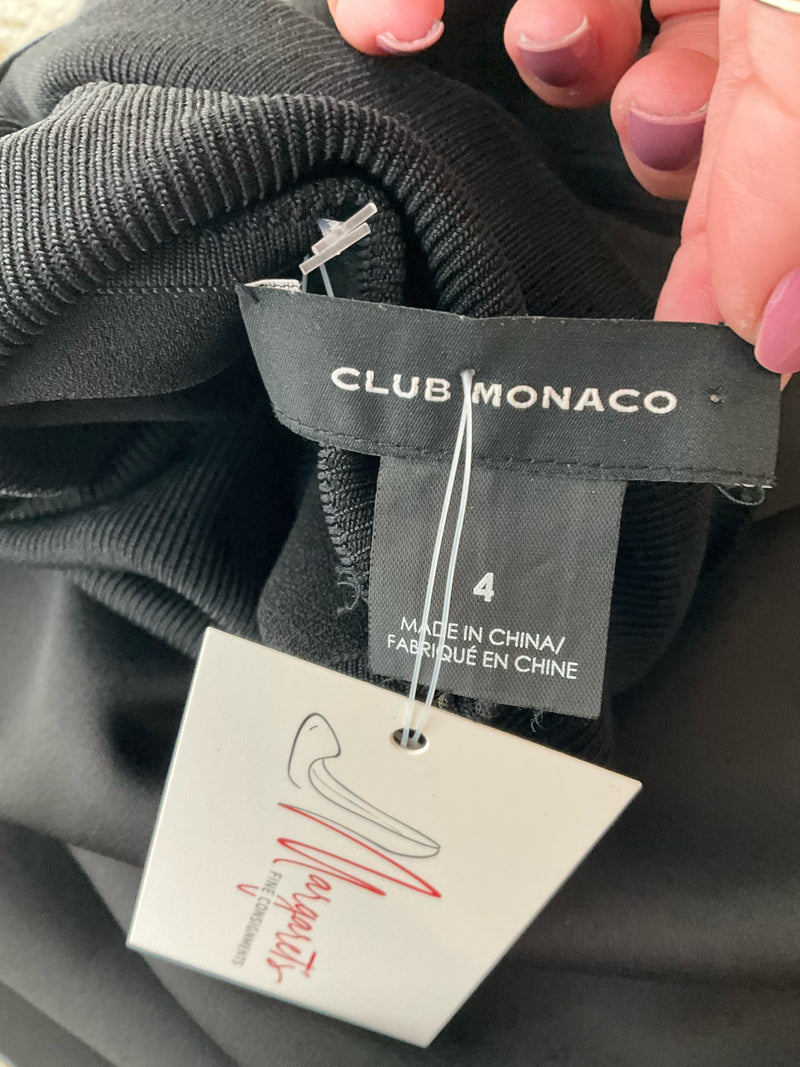 CLUB MONACO
4
MADE IN CHINA/
FABRIQUÉ EN CHINE
Margaret's
FINE CONSIGNMENTS